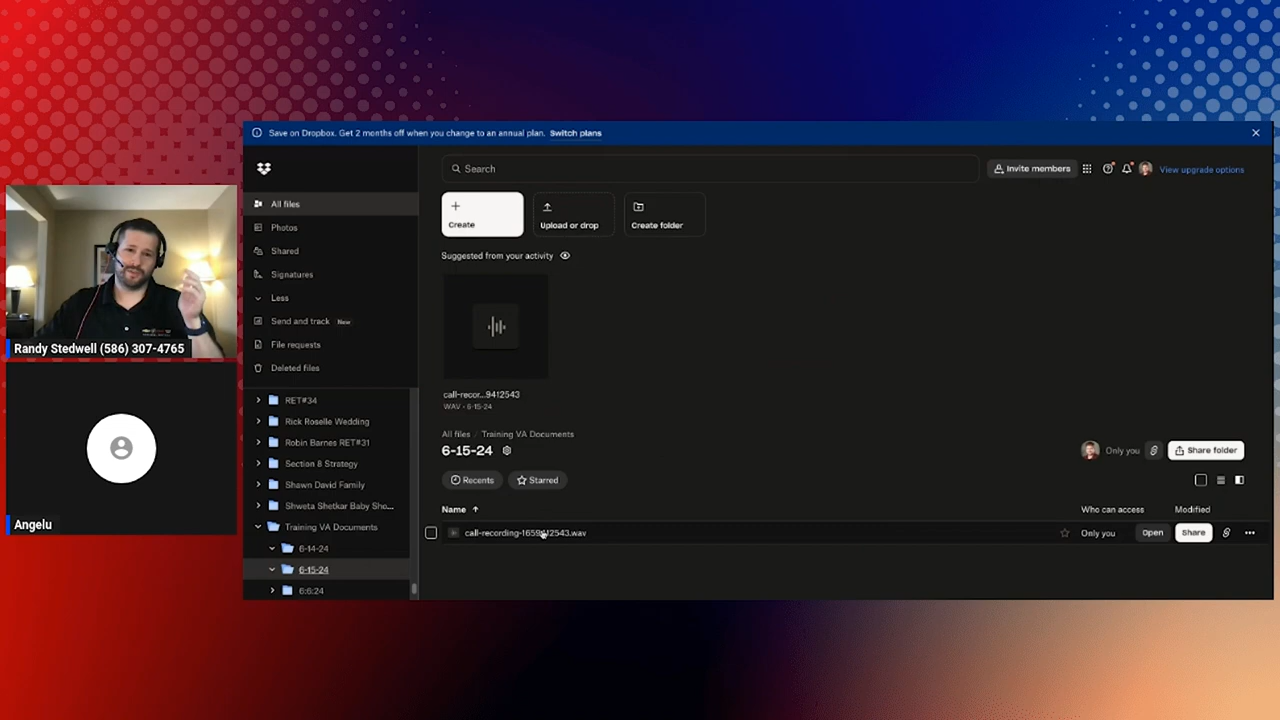 Save on Dropbox. Get 2 months off when you change to an annual plan. Switch plans
Search
Invite members
View upgrade options
All files
Photos
Shared
Signatures
Less
Send and track New
File requests
Deleted files
RET#34
Rick Roselle Wedding
Robin Barnes RET#31
Section 8 Strategy
Shawn David Family
Shweta Shetkar Baby Sho...
Training VA Documents
6-14-24
6-15-24
6:6:24
Create
Upload or drop
Create folder
Suggested from your activity
call-recor...9412543
WAV • 6-15-24
All files / Training VA Documents
6-15-24
Only you
Share folder
Recents
Starred
Name
Who can access
Modified
call-recording-1659412543.wav
Only you
Open
Share
Randy Stedwell (586) 307-4765
Angelu